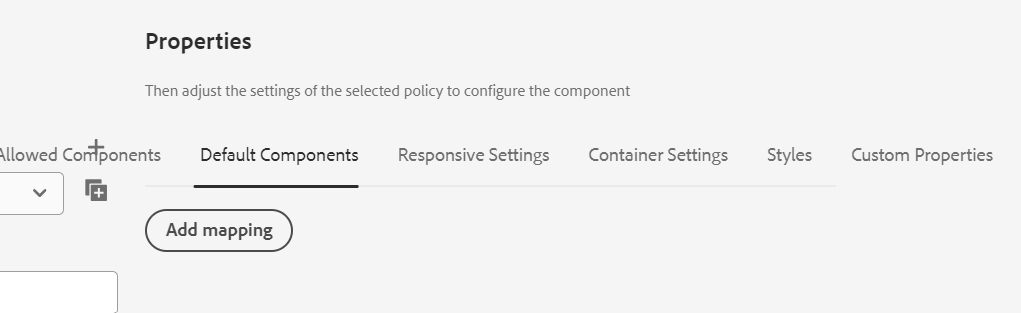 Properties
Then adjust the settings of the selected policy to configure the component
Allowed Components Default Components Responsive Settings Container Settings Styles Custom Properties
Add mapping